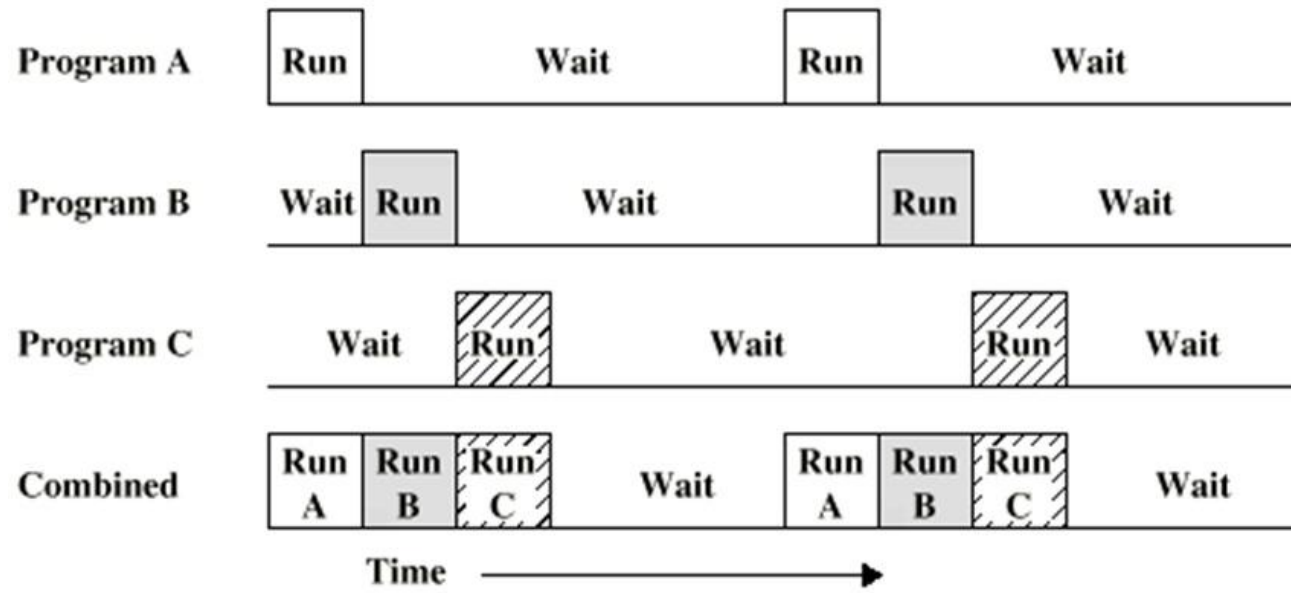 Program A Run Wait Run Wait
Program B Wait Run Wait Run Wait
Program C Wait Run Wait Run Wait
Combined Run A Run B Run C Wait Run A Run B Run C Wait
Time